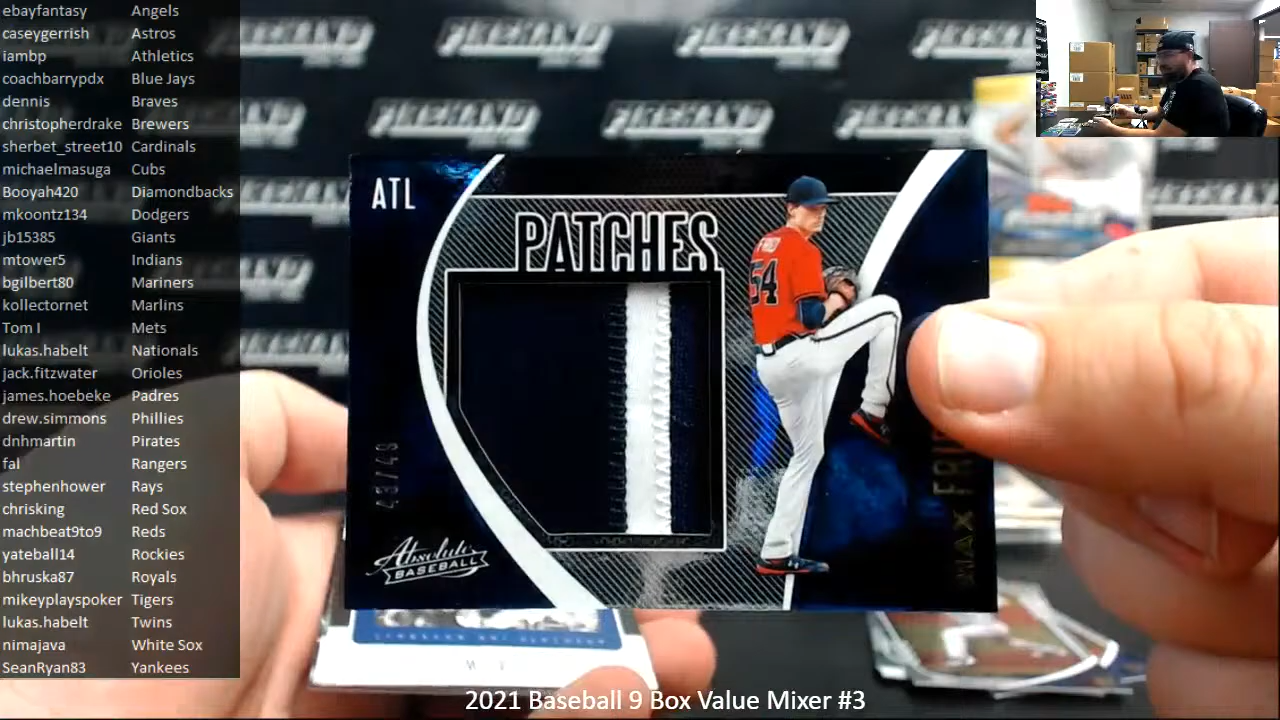 ebayfantasy Angels
caseygerrish Astros
iambp Athletics
coachbarrypdx Blue Jays
dennis Braves
christopherdrake Brewers
sherbet_street10 Cardinals
michaelmasuga Cubs
Booyah420 Diamondbacks
mkoontz134 Dodgers
jb15385 Giants
mtower5 Indians
bgilbert80 Mariners
kollectornet Marlins
Tom I Mets
lukas.habelt Nationals
jack.fitzwater Orioles
james.hoebeke Padres
drew.simmons Phillies
dnhmartin Pirates
fal Rangers
stephenhower Rays
chrisking Red Sox
machbeat9to9 Reds
yateball14 Rockies
bhruska87 Royals
mikeyplayspoker Tigers
lukas.habelt Twins
nimajava White Sox
SeanRyan83 Yankees
ATL
PATCHES
54
43/49
Absolute
BASEBALL
MAX
2021 Baseball 9 Box Value Mixer #3